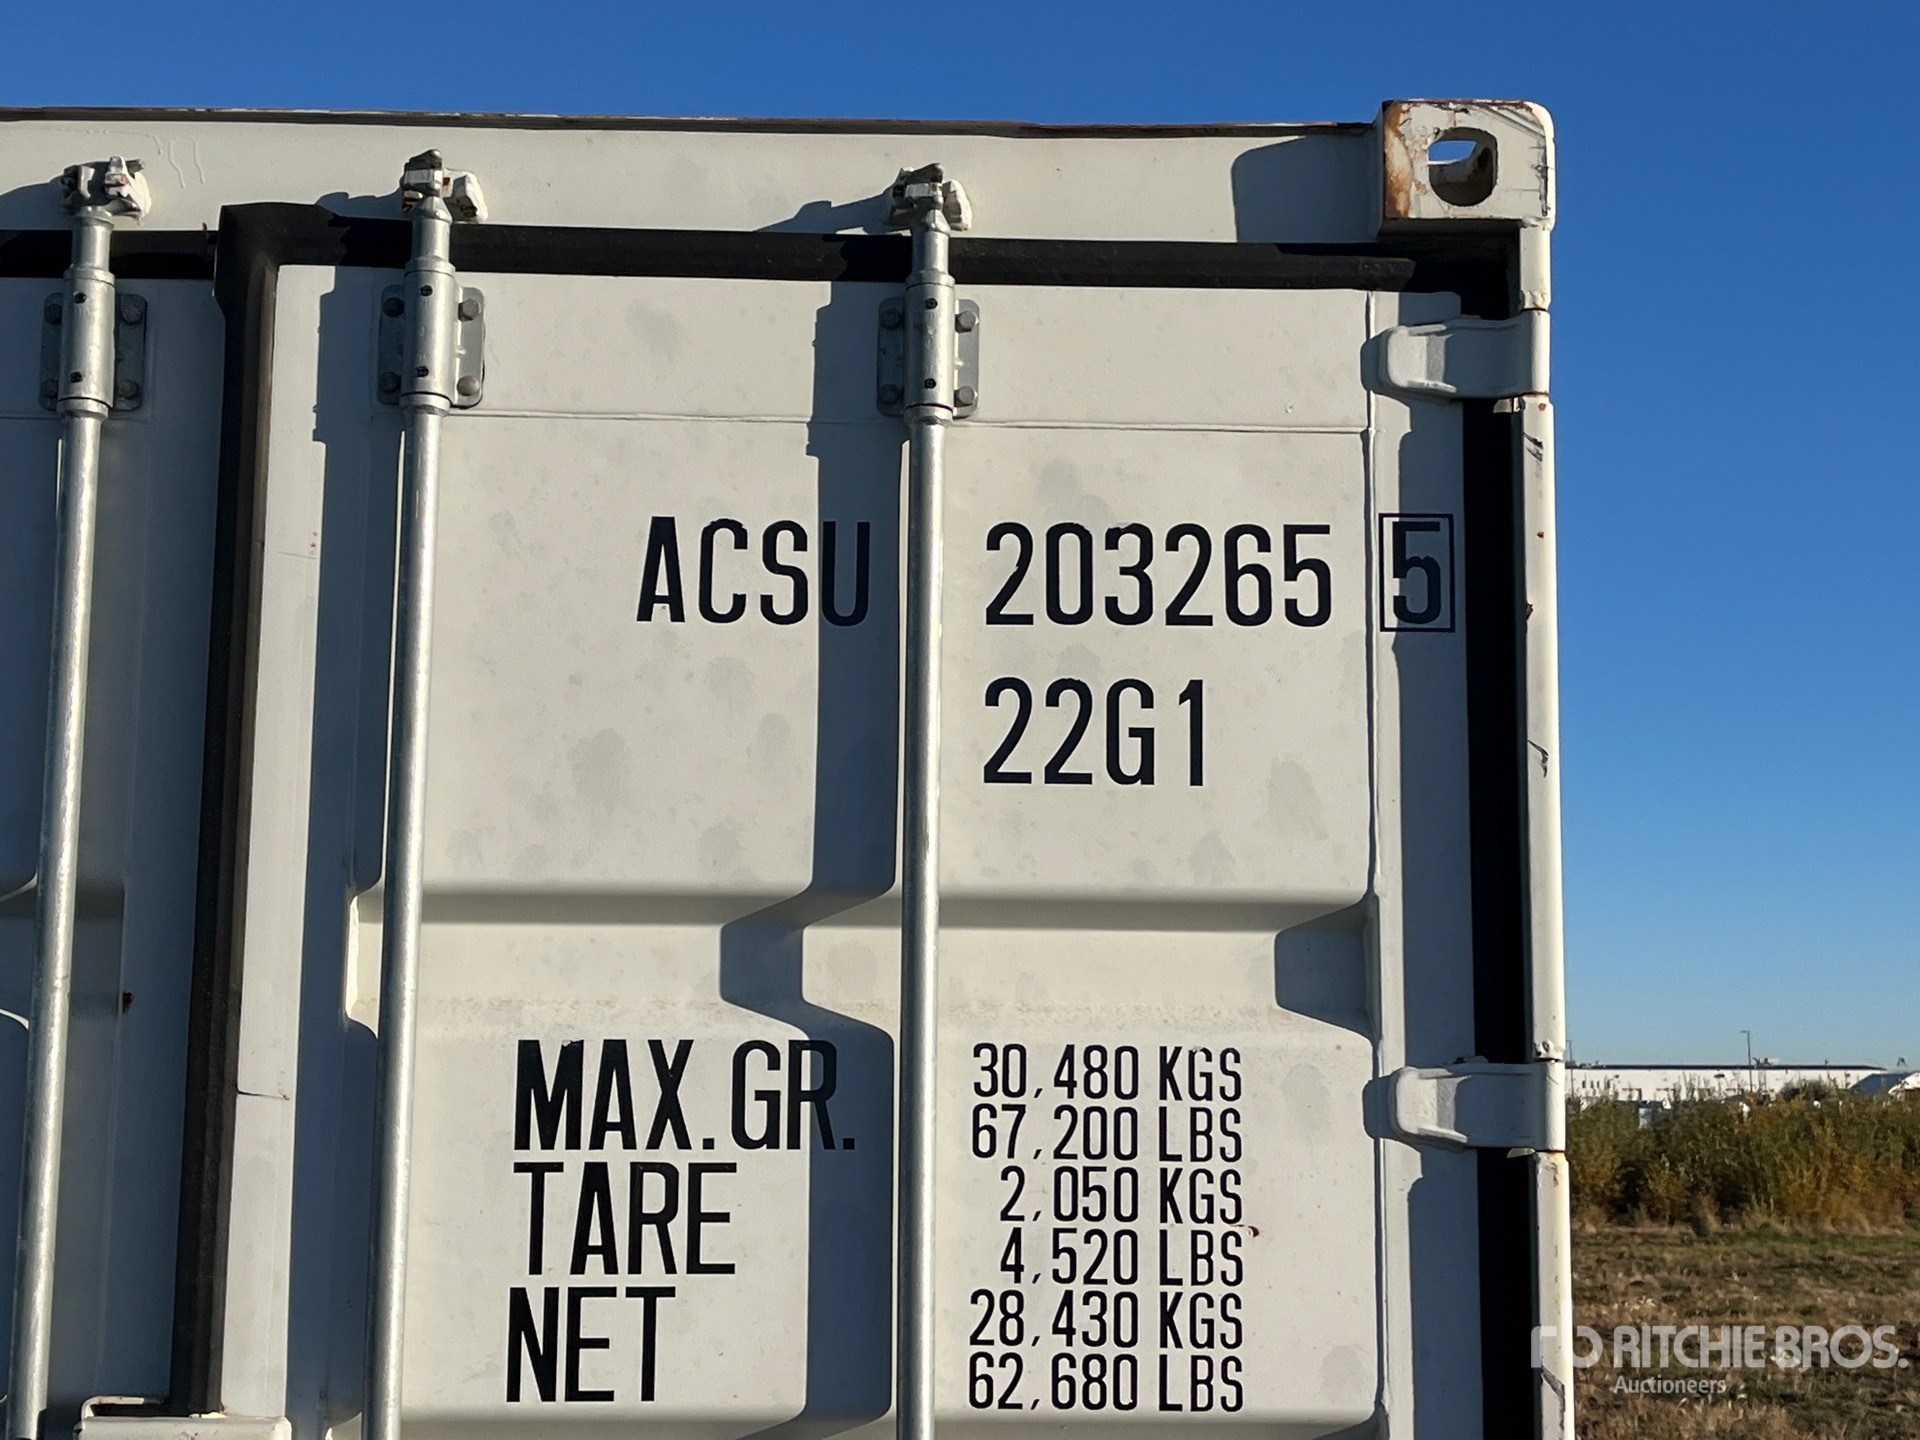 ACSU 203265 5
22G1
MAX.GR. 30,480 KGS
67,200 LBS
TARE 2,050 KGS
4,520 LBS
NET 28,430 KGS
62,680 LBS
RITCHIE BROS.
Auctioneers